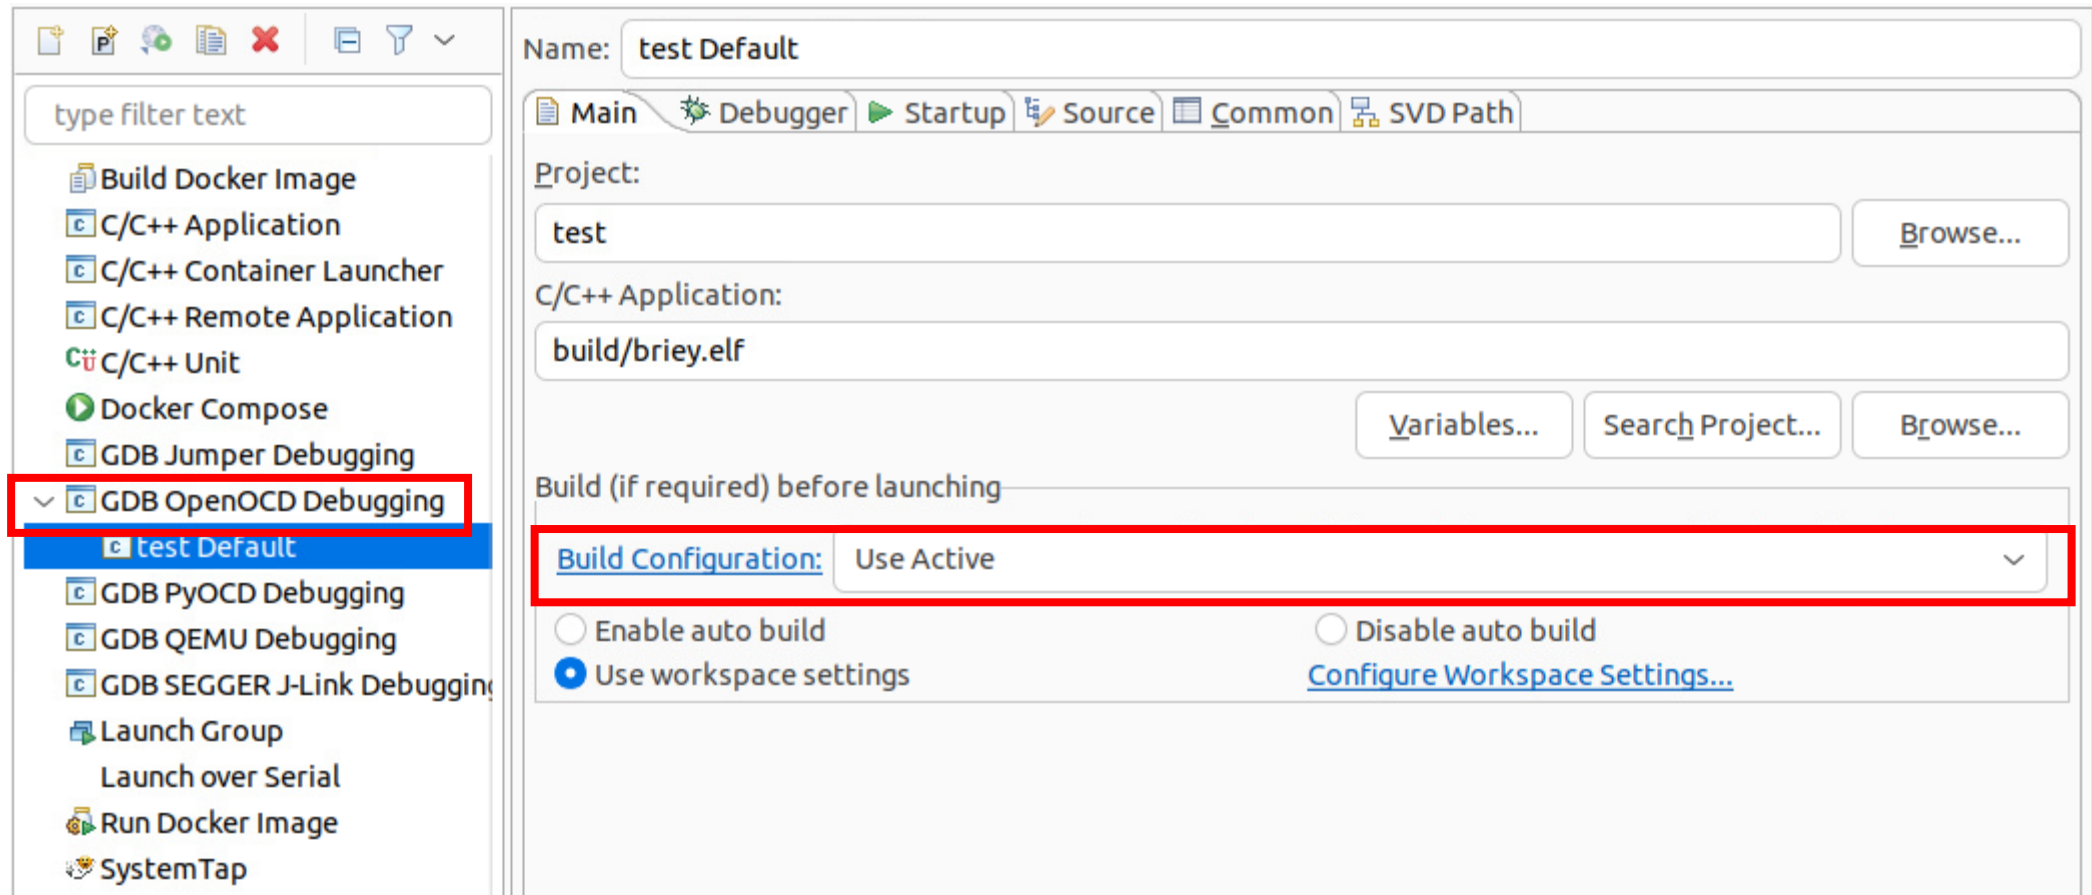 Name: test Default
type filter text
Build Docker Image
C/C++ Application
C/C++ Container Launcher
C/C++ Remote Application
C/C++ Unit
Docker Compose
GDB Jumper Debugging
GDB OpenOCD Debugging
test Default
GDB PyOCD Debugging
GDB QEMU Debugging
GDB SEGGER J-Link Debugging
Launch Group
Launch over Serial
Run Docker Image
SystemTap
Main Debugger Startup Source Common SVD Path
Project:
test Browse...
C/C++ Application:
build/briey.elf
Variables... Search Project... Browse...
Build (if required) before launching
Build Configuration: Use Active
Enable auto build Disable auto build
Use workspace settings Configure Workspace Settings...